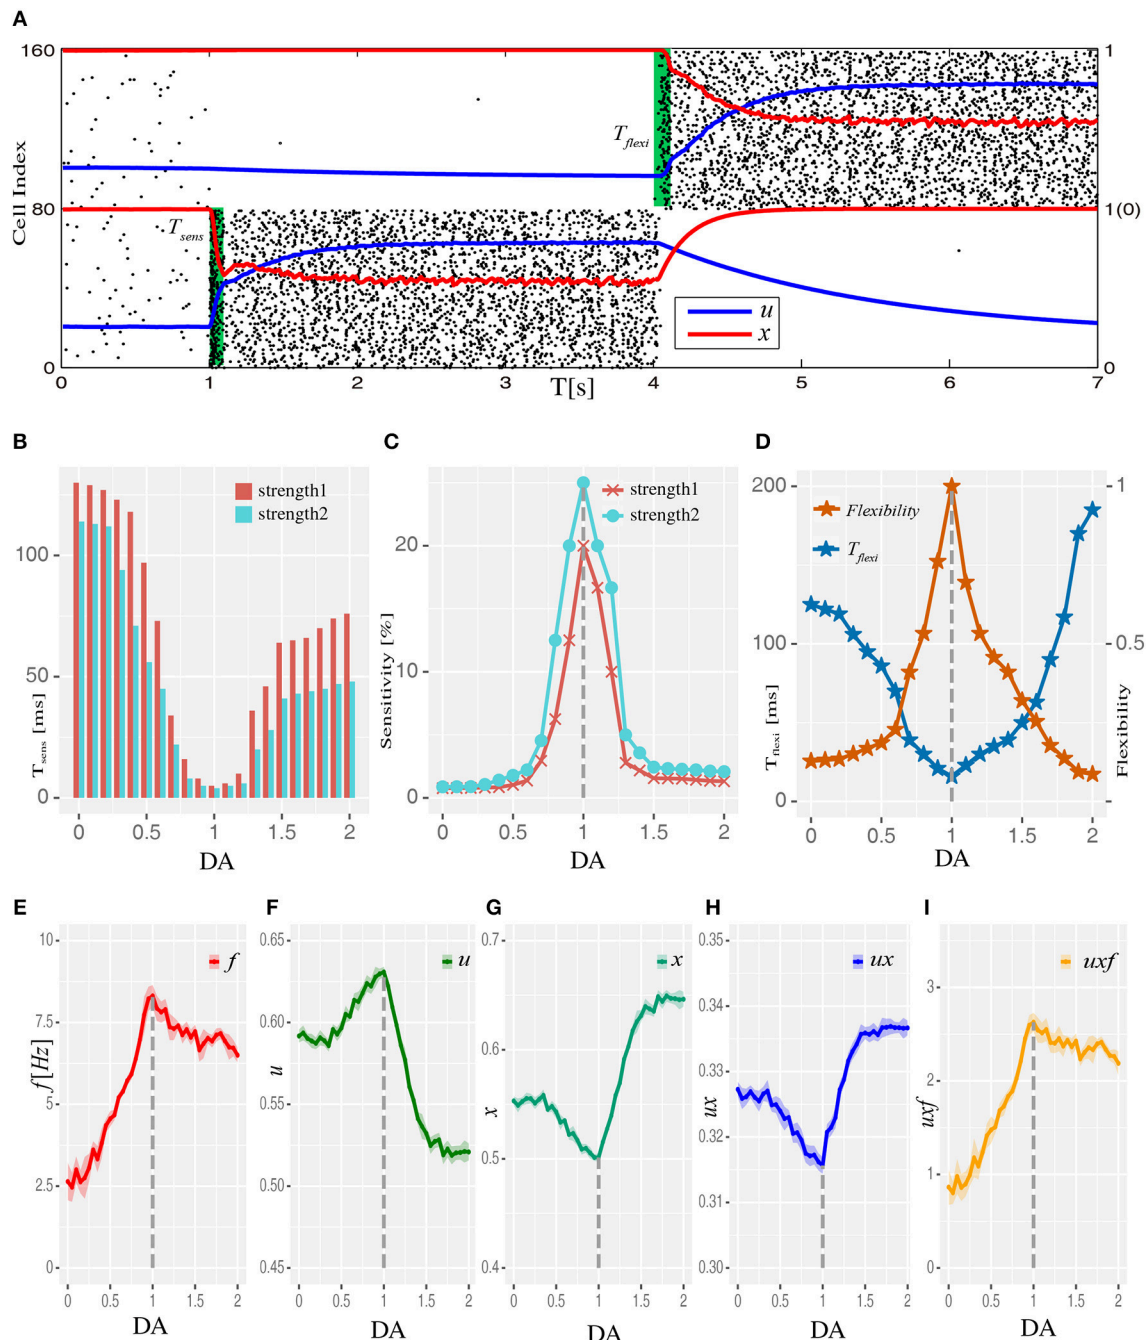 A
160
80
0
Cell Index
T_sens
T_flexi
1
1(0)
0
u
x
0 1 2 3 4 5 6 7
T[s]
B
T_sens [ms]
100
50
0
strength1
strength2
0 0.5 1 1.5 2
DA
C
Sensitivity [%]
20
10
0
strength1
strength2
0 0.5 1 1.5 2
DA
D
T_flexi [ms]
200
100
0
Flexibility
T_flexi
1
0.5
0
Flexibility
0 0.5 1 1.5 2
DA
E
f[Hz]
10
7.5
5
2.5
0
f
0 0.5 1 1.5 2
DA
F
u
0.65
0.60
0.55
0.50
0.45
u
0 0.5 1 1.5 2
DA
G
x
0.7
0.6
0.5
0.4
x
0 0.5 1 1.5 2
DA
H
ux
0.35
0.34
0.33
0.32
0.315
0.30
ux
0 0.5 1 1.5 2
DA
I
uxf
3
2
1
0
uxf
0 0.5 1 1.5 2
DA